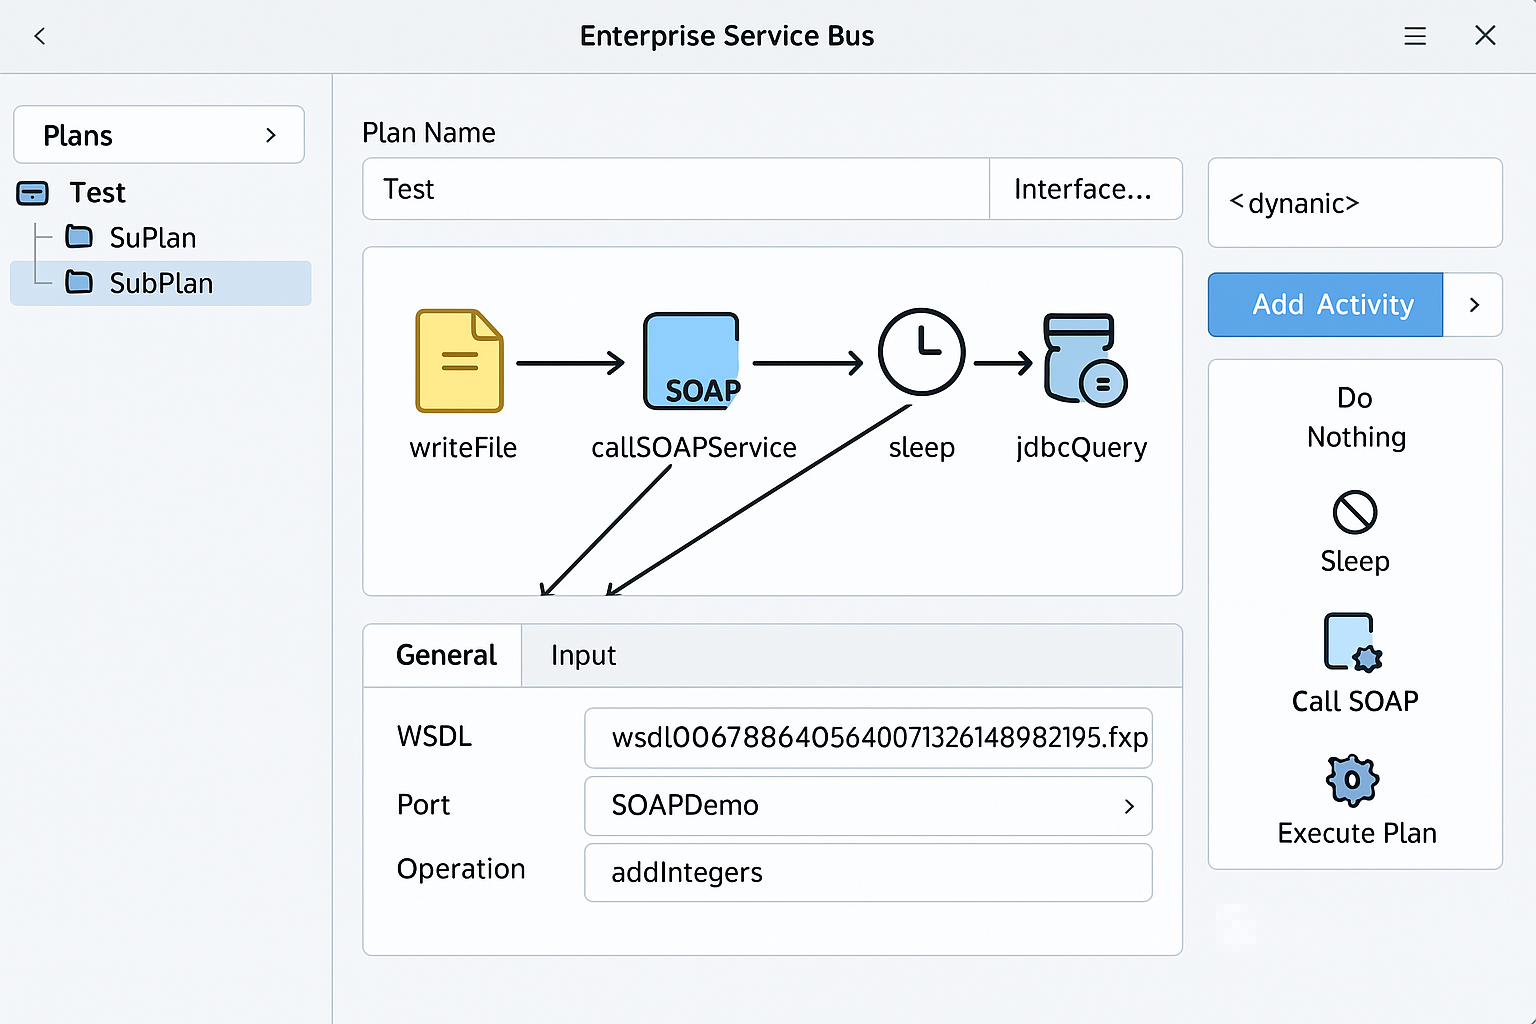 Enterprise Service Bus
Plans
Test
SuPlan
SubPlan
Plan Name
Test
Interface...
<dynanic>
Add Activity
SOAP
writeFile
callSOAPService
sleep
jdbcQuery
Do
Nothing
Sleep
Call SOAP
Execute Plan
General
Input
WSDL
wsdl0067886405640071326148982195.fxp
Port
SOAPDemo
Operation
addIntegers